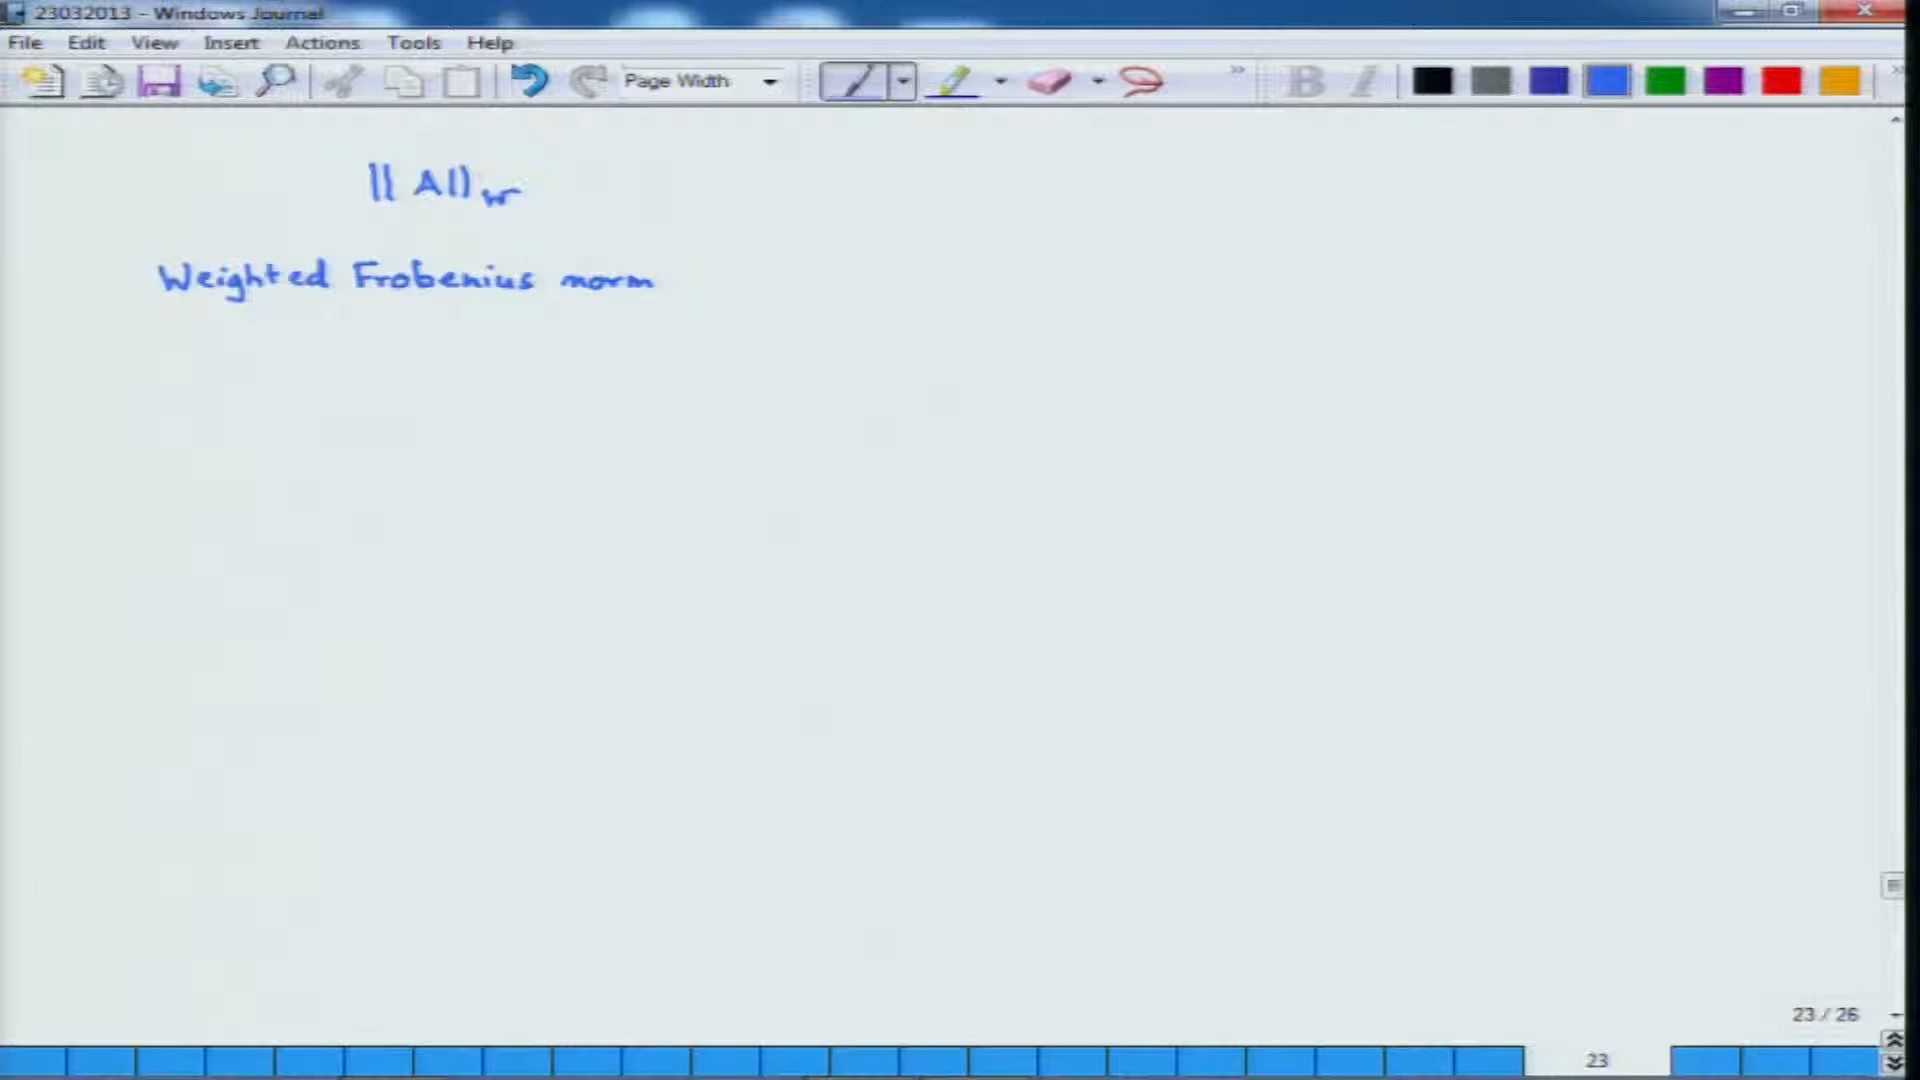 23032013 - Windows Journal
File Edit View Insert Actions Tools Help
Page Width
B I
|| A ||w
Weighted Frobenius norm
23 / 26
23